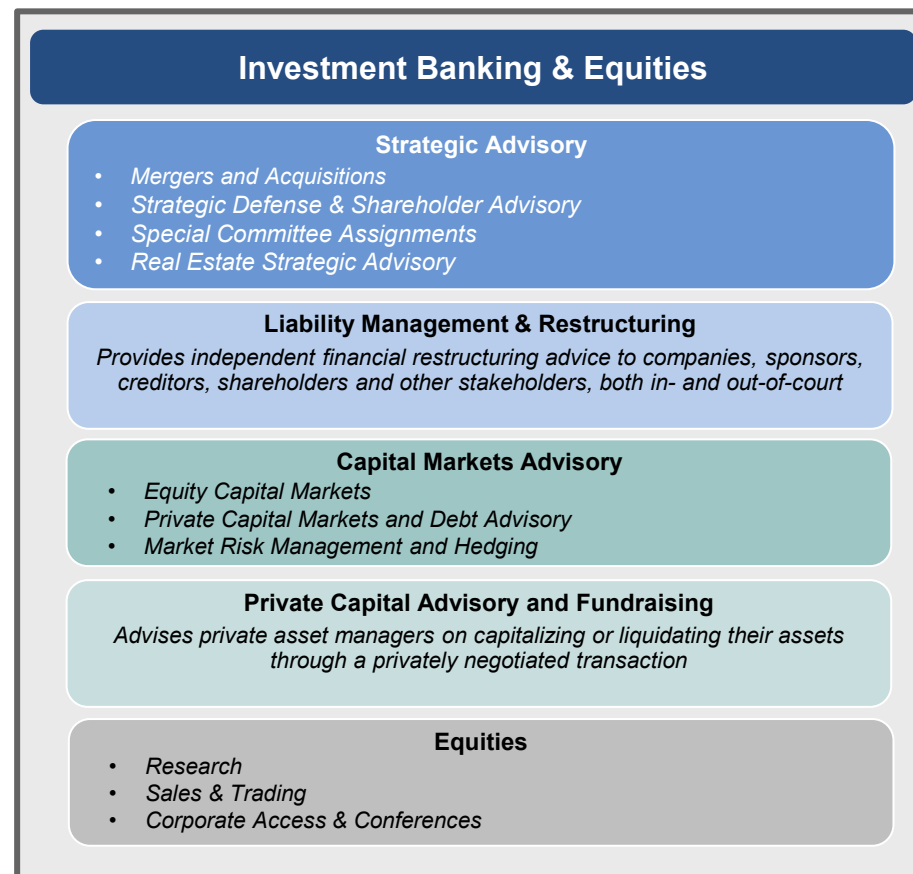 Investment Banking & Equities
Strategic Advisory
• Mergers and Acquisitions
• Strategic Defense & Shareholder Advisory
• Special Committee Assignments
• Real Estate Strategic Advisory
Liability Management & Restructuring
Provides independent financial restructuring advice to companies, sponsors,
creditors, shareholders and other stakeholders, both in- and out-of-court
Capital Markets Advisory
• Equity Capital Markets
• Private Capital Markets and Debt Advisory
• Market Risk Management and Hedging
Private Capital Advisory and Fundraising
Advises private asset managers on capitalizing or liquidating their assets
through a privately negotiated transaction
Equities
• Research
• Sales & Trading
• Corporate Access & Conferences